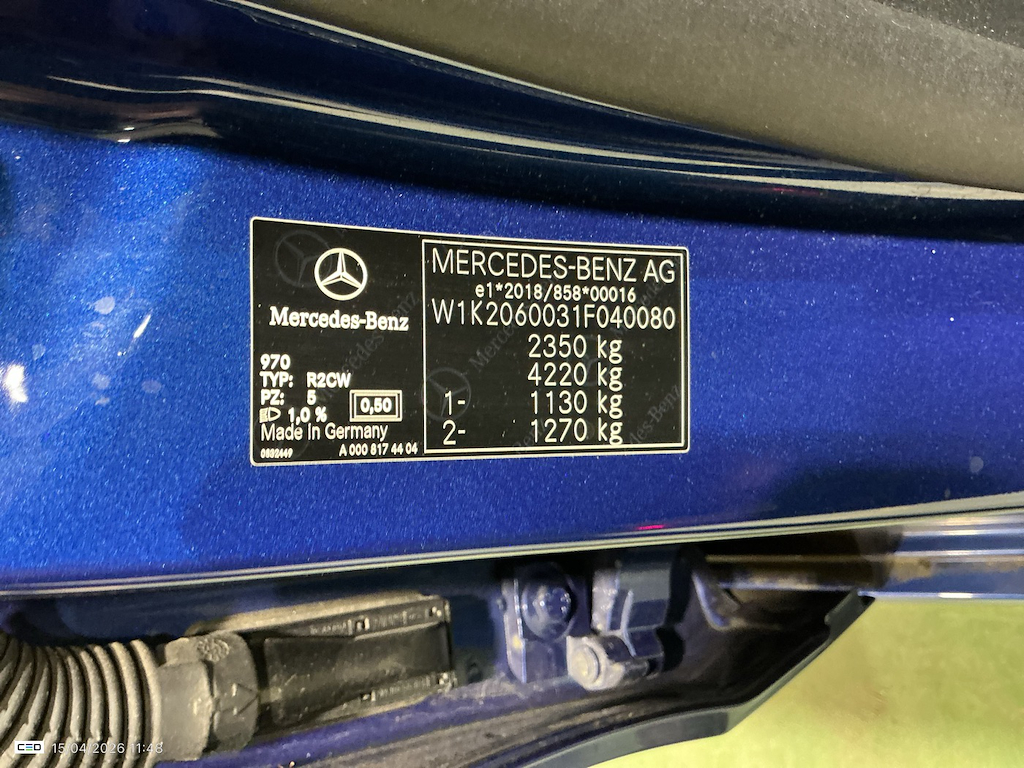 Mercedes-Benz
970
TYP: R2CW
PZ: 5
1,0 %
0,50
Made in Germany
0832449 A 000 817 44 04
MERCEDES-BENZ AG
e1*2018/858*00016
W1K2060031F040080
2350 kg
4220 kg
1- 1130 kg
2- 1270 kg
CEO 15.04.2026 11:48